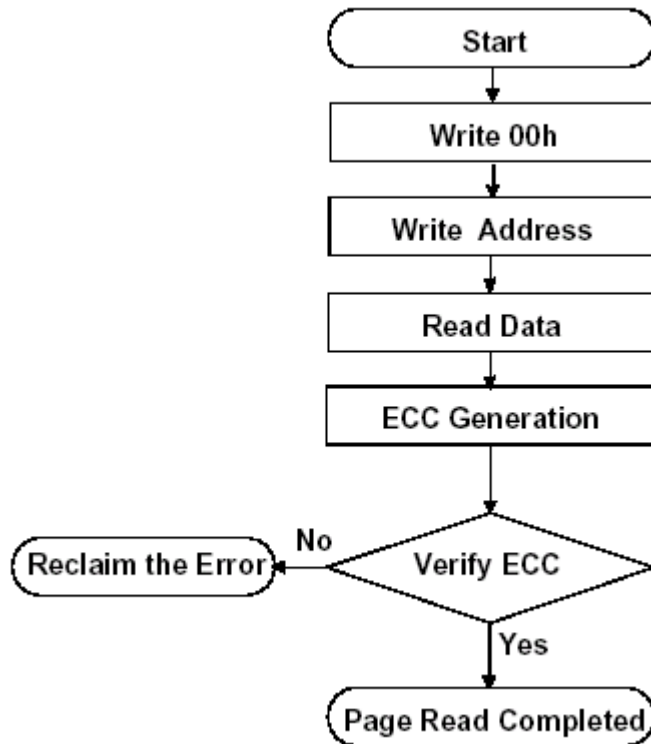 Start
Write 00h
Write Address
Read Data
ECC Generation
No
Reclaim the Error
Verify ECC
Yes
Page Read Completed